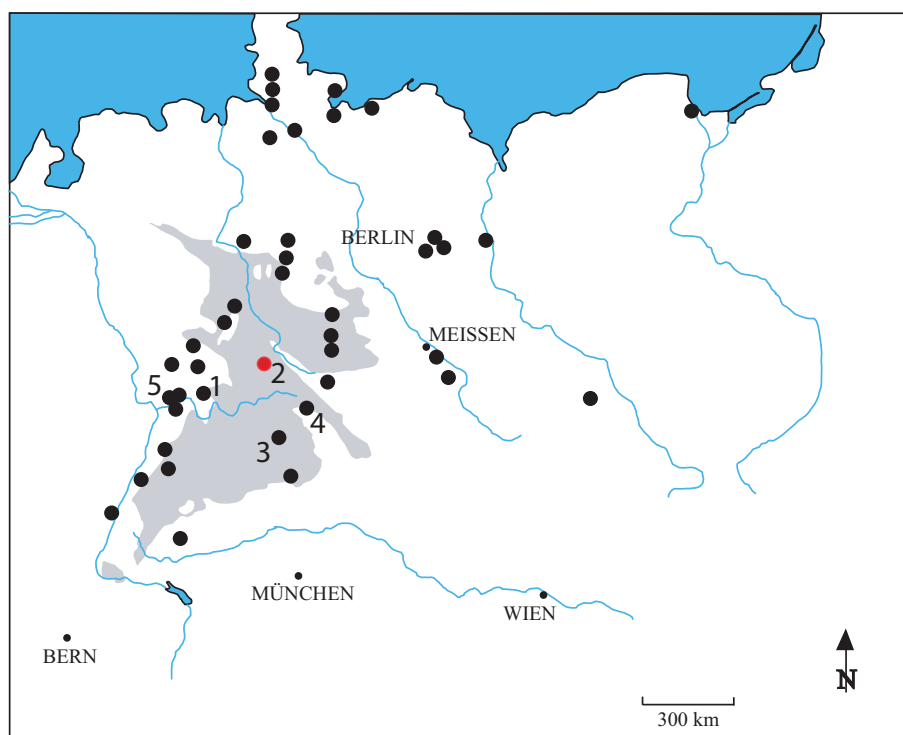 BERLIN
MEISSEN
2
5
1
4
3
MÜNCHEN
WIEN
BERN
N
300 km